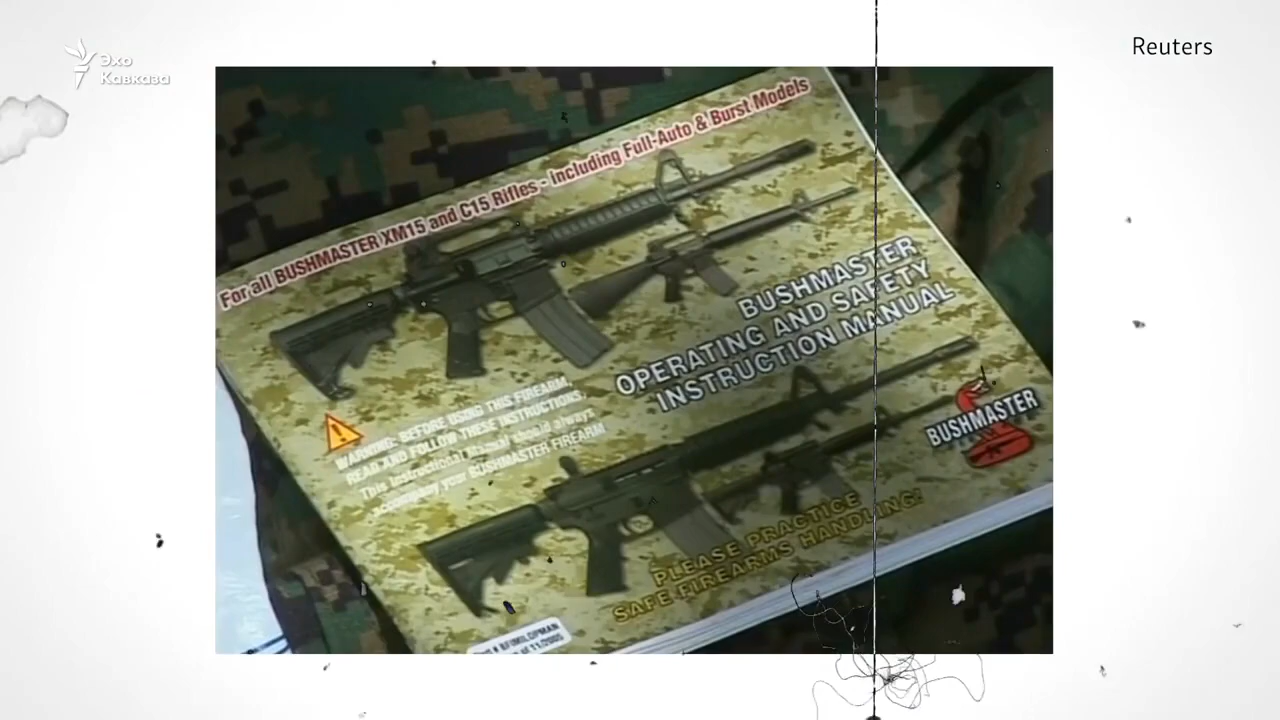 Эхо
Кавказа
Reuters
For all BUSHMASTER XM15 and C15 Rifles - including Full-Auto & Burst Models
BUSHMASTER
OPERATING AND SAFETY
INSTRUCTION MANUAL
WARNING: BEFORE USING THIS FIREARM,
READ AND FOLLOW THESE INSTRUCTIONS.
This Instructional Manual should always
accompany your BUSHMASTER FIREARM
BUSHMASTER
PLEASE PRACTICE
SAFE FIREARMS HANDLING!
11/2005